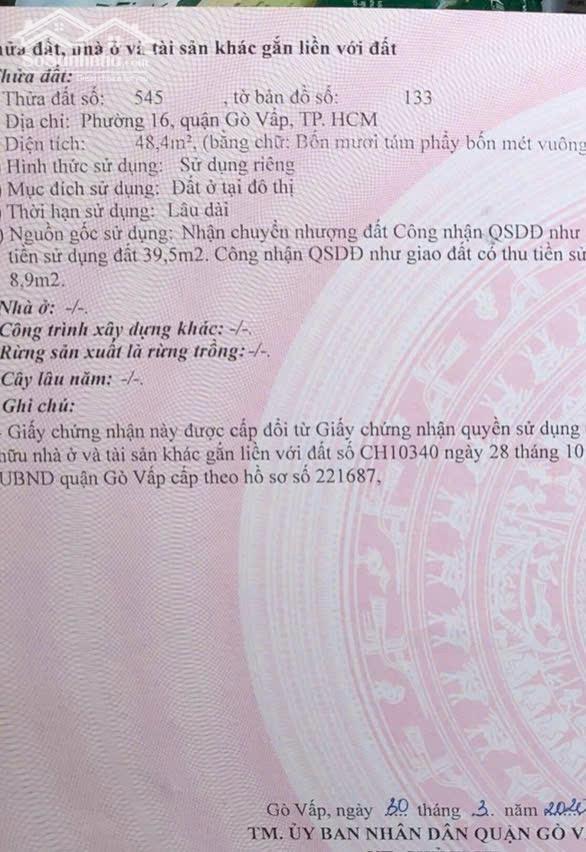 SoSanhNha.com
Great choice for you
thửa đất, nhà ở và tài sản khác gắn liền với đất
Thửa đất:
Thửa đất số: 545 , tờ bản đồ số: 133
Địa chỉ: Phường 16, quận Gò Vấp, TP. HCM
Diện tích: 48,4m², (bằng chữ: Bốn mươi tám phẩy bốn mét vuông
Hình thức sử dụng: Sử dụng riêng
) Mục đích sử dụng: Đất ở tại đô thị
) Thời hạn sử dụng: Lâu dài
) Nguồn gốc sử dụng: Nhận chuyển nhượng đất Công nhận QSDĐ như
tiền sử dụng đất 39,5m2. Công nhận QSDĐ như giao đất có thu tiền sử
8,9m2.
Nhà ở: -/-.
Công trình xây dựng khác: -/-.
Rừng sản xuất là rừng trồng: -/-.
Cây lâu năm: -/-.
Ghi chú:
- Giấy chứng nhận này được cấp đổi từ Giấy chứng nhận quyền sử dụng
hữu nhà ở và tài sản khác gắn liền với đất số CH10340 ngày 28 tháng 10
UBND quận Gò Vấp cấp theo hồ sơ số 221687,
Gò Vấp, ngày 30 tháng 3. năm
TM. ỦY BAN NHÂN DÂN QUẬN GÒ V